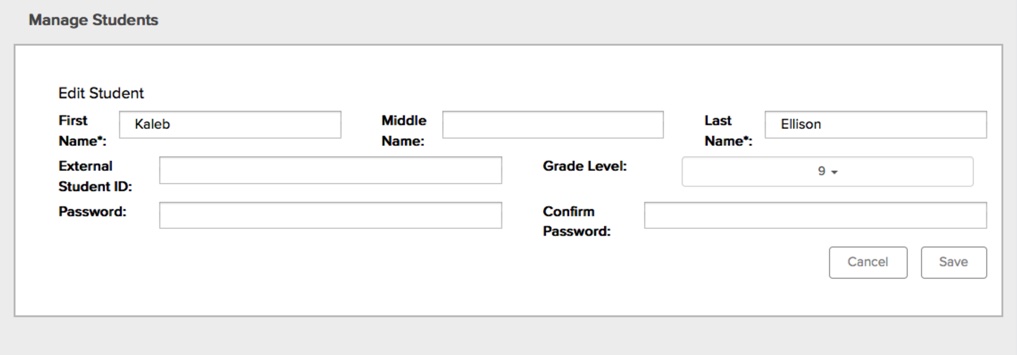 Manage Students
Edit Student
First Name*: Kaleb Middle Name: Last Name*: Ellison
External Student ID: Grade Level: 9
Password: Confirm Password:
Cancel Save